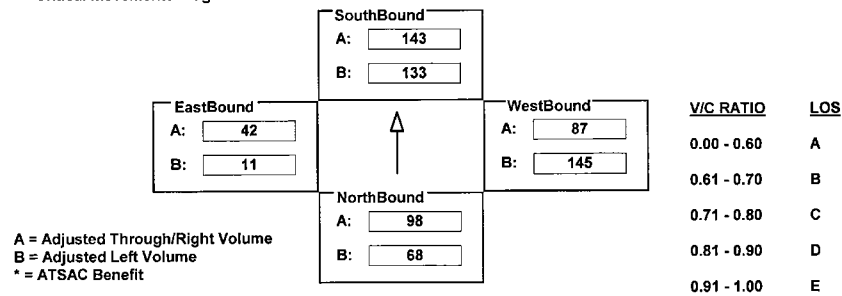 SouthBound
A: 143
B: 133
EastBound
A: 42
B: 11
WestBound
A: 87
B: 145
NorthBound
A: 98
B: 68
A = Adjusted Through/Right Volume
B = Adjusted Left Volume
* = ATSAC Benefit
V/C RATIO LOS
0.00 - 0.60 A
0.61 - 0.70 B
0.71 - 0.80 C
0.81 - 0.90 D
0.91 - 1.00 E